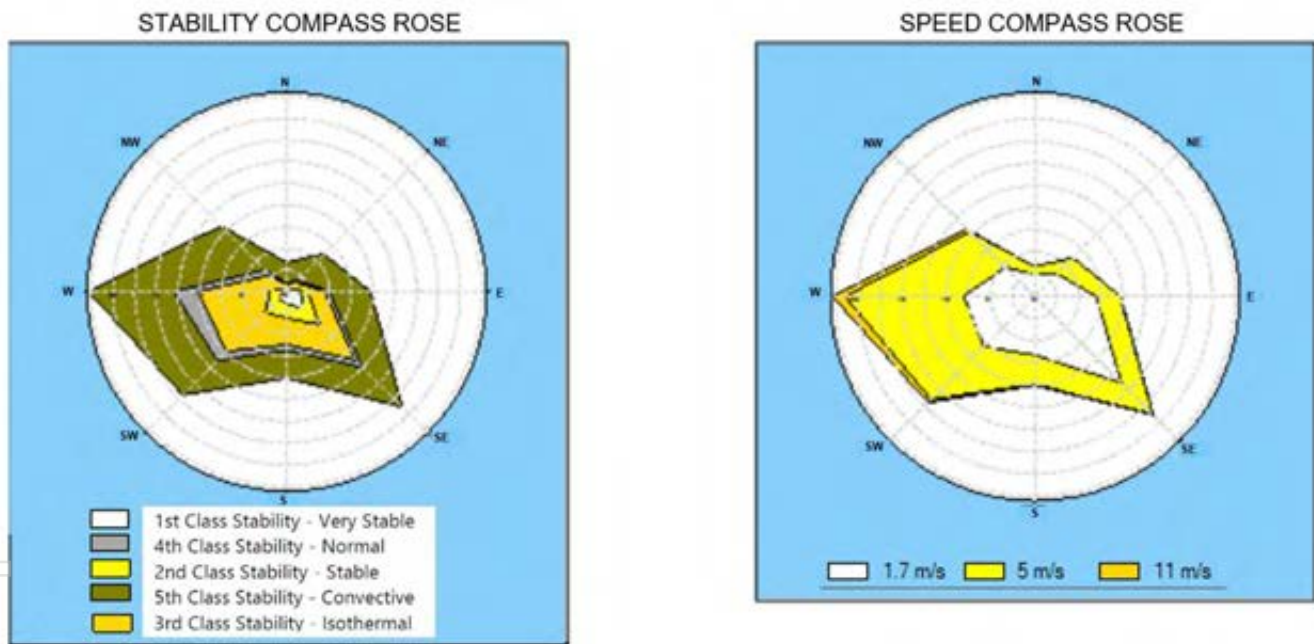 STABILITY COMPASS ROSE
N
NW
NE
W
E
SW
SE
S
1st Class Stability - Very Stable
4th Class Stability - Normal
2nd Class Stability - Stable
5th Class Stability - Convective
3rd Class Stability - Isothermal
SPEED COMPASS ROSE
N
NW
NE
W
E
SW
SE
S
1.7 m/s 5 m/s 11 m/s